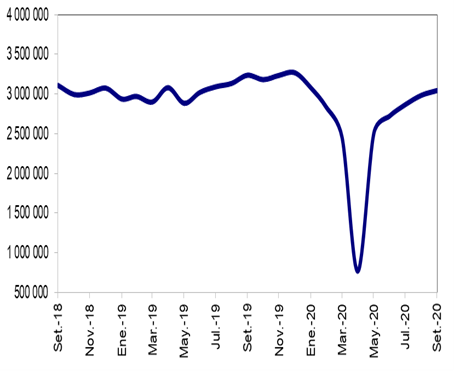 4 000 000
3 500 000
3 000 000
2 500 000
2 000 000
1 500 000
1 000 000
500 000
Set.-18
Nov.-18
Ene.-19
Mar.-19
May.-19
Jul.-19
Set.-19
Nov.-19
Ene.-20
Mar.-20
May.-20
Jul.-20
Set.-20